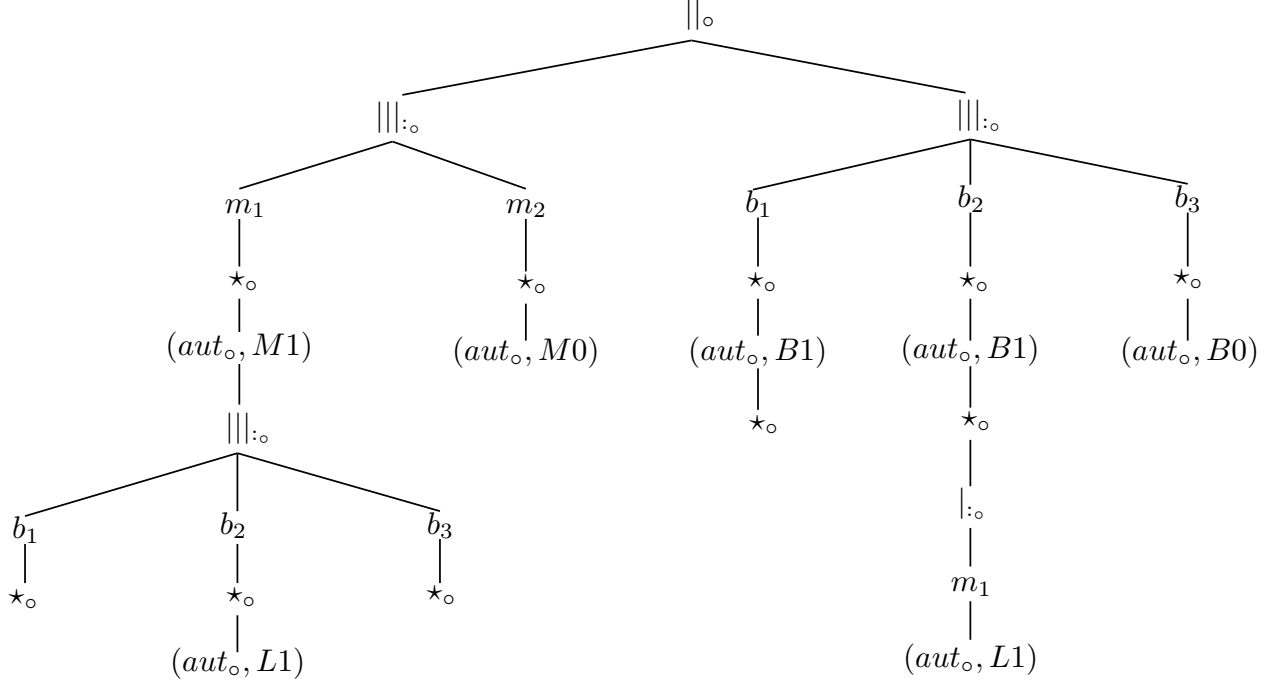 ||∘
|||:∘ |||:∘
m₁ m₂ b₁ b₂ b₃
⋆∘ ⋆∘ ⋆∘ ⋆∘ ⋆∘
(aut∘, M1) (aut∘, M0) (aut∘, B1) (aut∘, B1) (aut∘, B0)
|||:∘ ⋆∘ ⋆∘
b₁ b₂ b₃ |:∘
⋆∘ ⋆∘ ⋆∘ m₁
(aut∘, L1) (aut∘, L1)